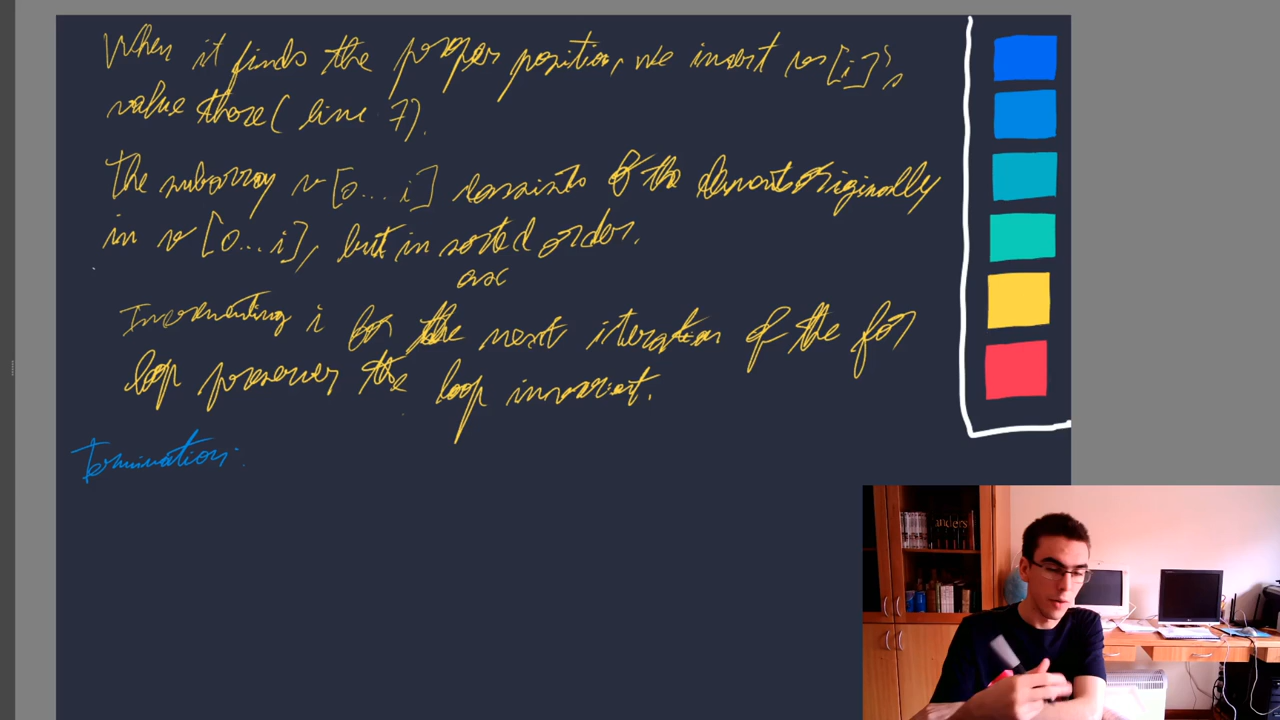 When it finds the proper position, we insert v[i]'s
value there (line 7).
The subarray v[0...i] consists of the elements originally
in v[0...i], but in sorted order.
asc
Incrementing i for the next iteration of the for
loop preserves the loop invariant.
Termination:
anders